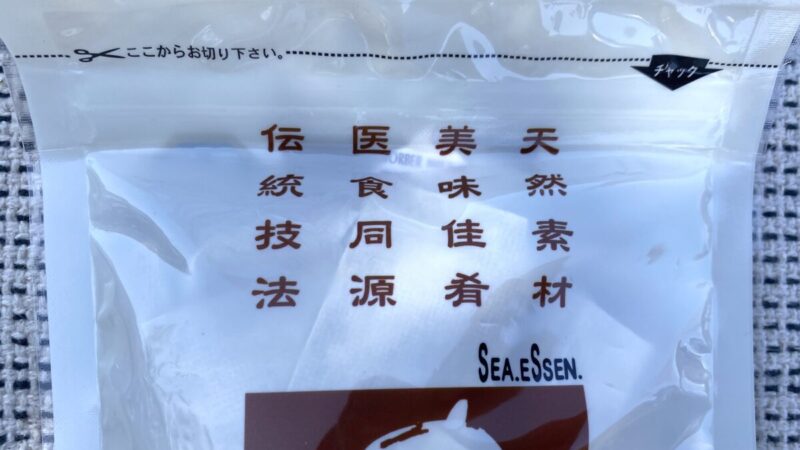 ここからお切り下さい。
チャック
天然素材
美味佳肴
医食同源
伝統技法
SEA.ESSEN.